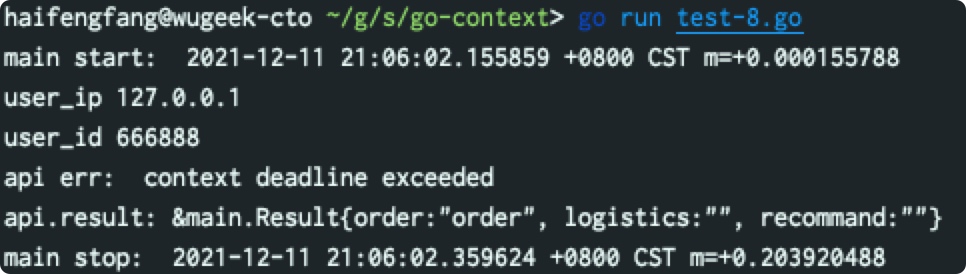 haifengfang@wugeek-cto ~/g/s/go-context> go run test-8.go
main start:  2021-12-11 21:06:02.155859 +0800 CST m=+0.000155788
user_ip 127.0.0.1
user_id 666888
api err:  context deadline exceeded
api.result: &main.Result{order:"order", logistics:"", recommand:""}
main stop:  2021-12-11 21:06:02.359624 +0800 CST m=+0.203920488